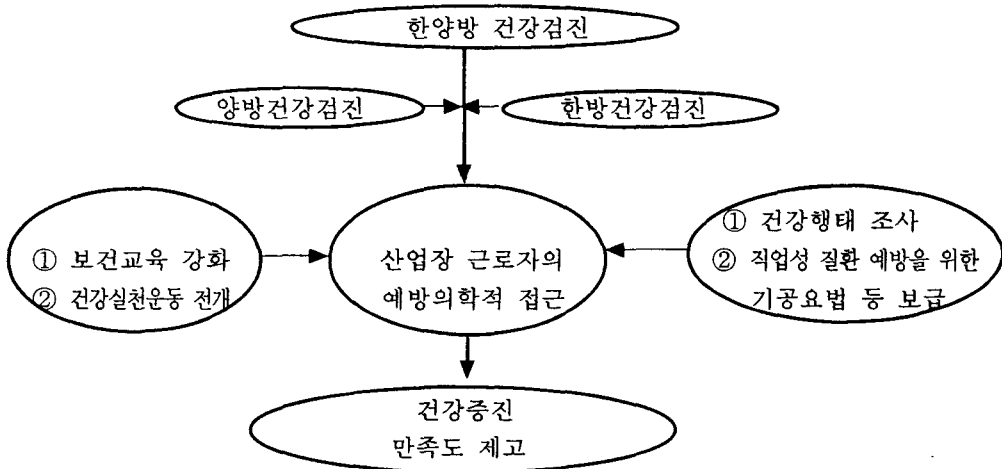 한양방 건강검진
양방건강검진
한방건강검진
① 보건교육 강화
② 건강실천운동 전개
산업장 근로자의
예방의학적 접근
① 건강행태 조사
② 직업성 질환 예방을 위한
기공요법 등 보급
건강증진
만족도 제고